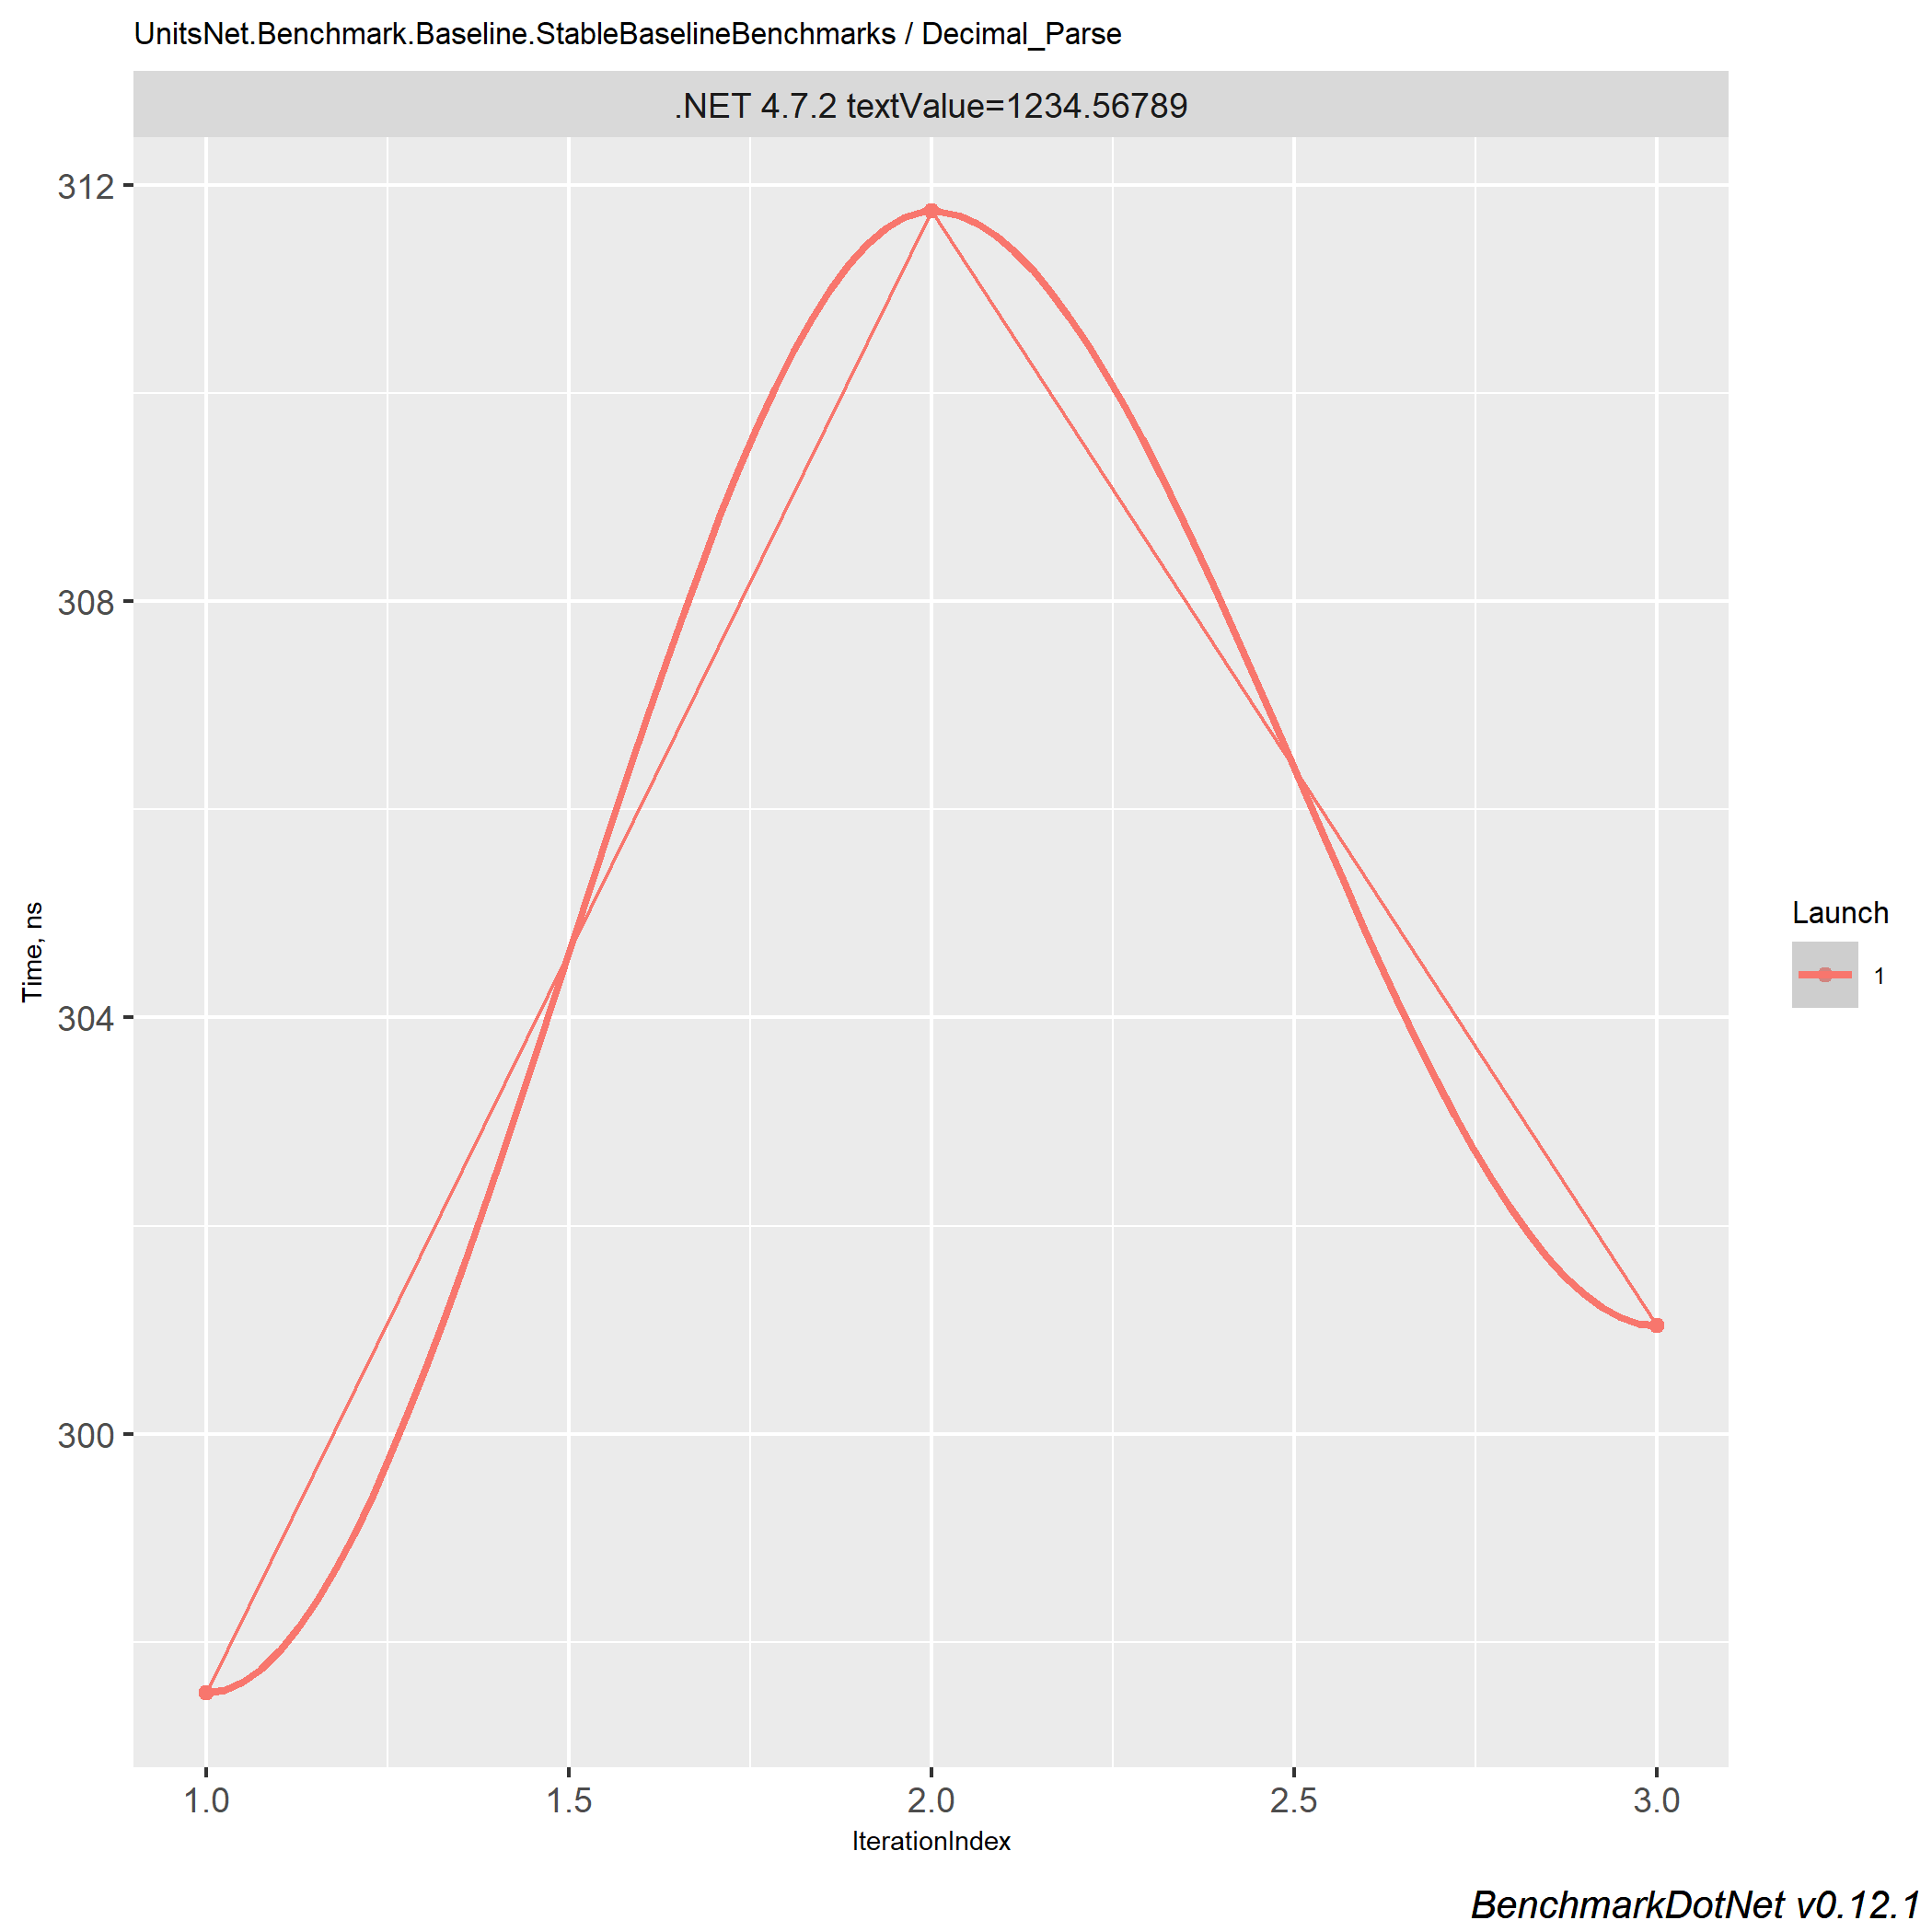 UnitsNet.Benchmark.Baseline.StableBaselineBenchmarks / Decimal_Parse
.NET 4.7.2 textValue=1234.56789
312
308
304
300
Time, ns
1.0 1.5 2.0 2.5 3.0
IterationIndex
Launch
1
BenchmarkDotNet v0.12.1